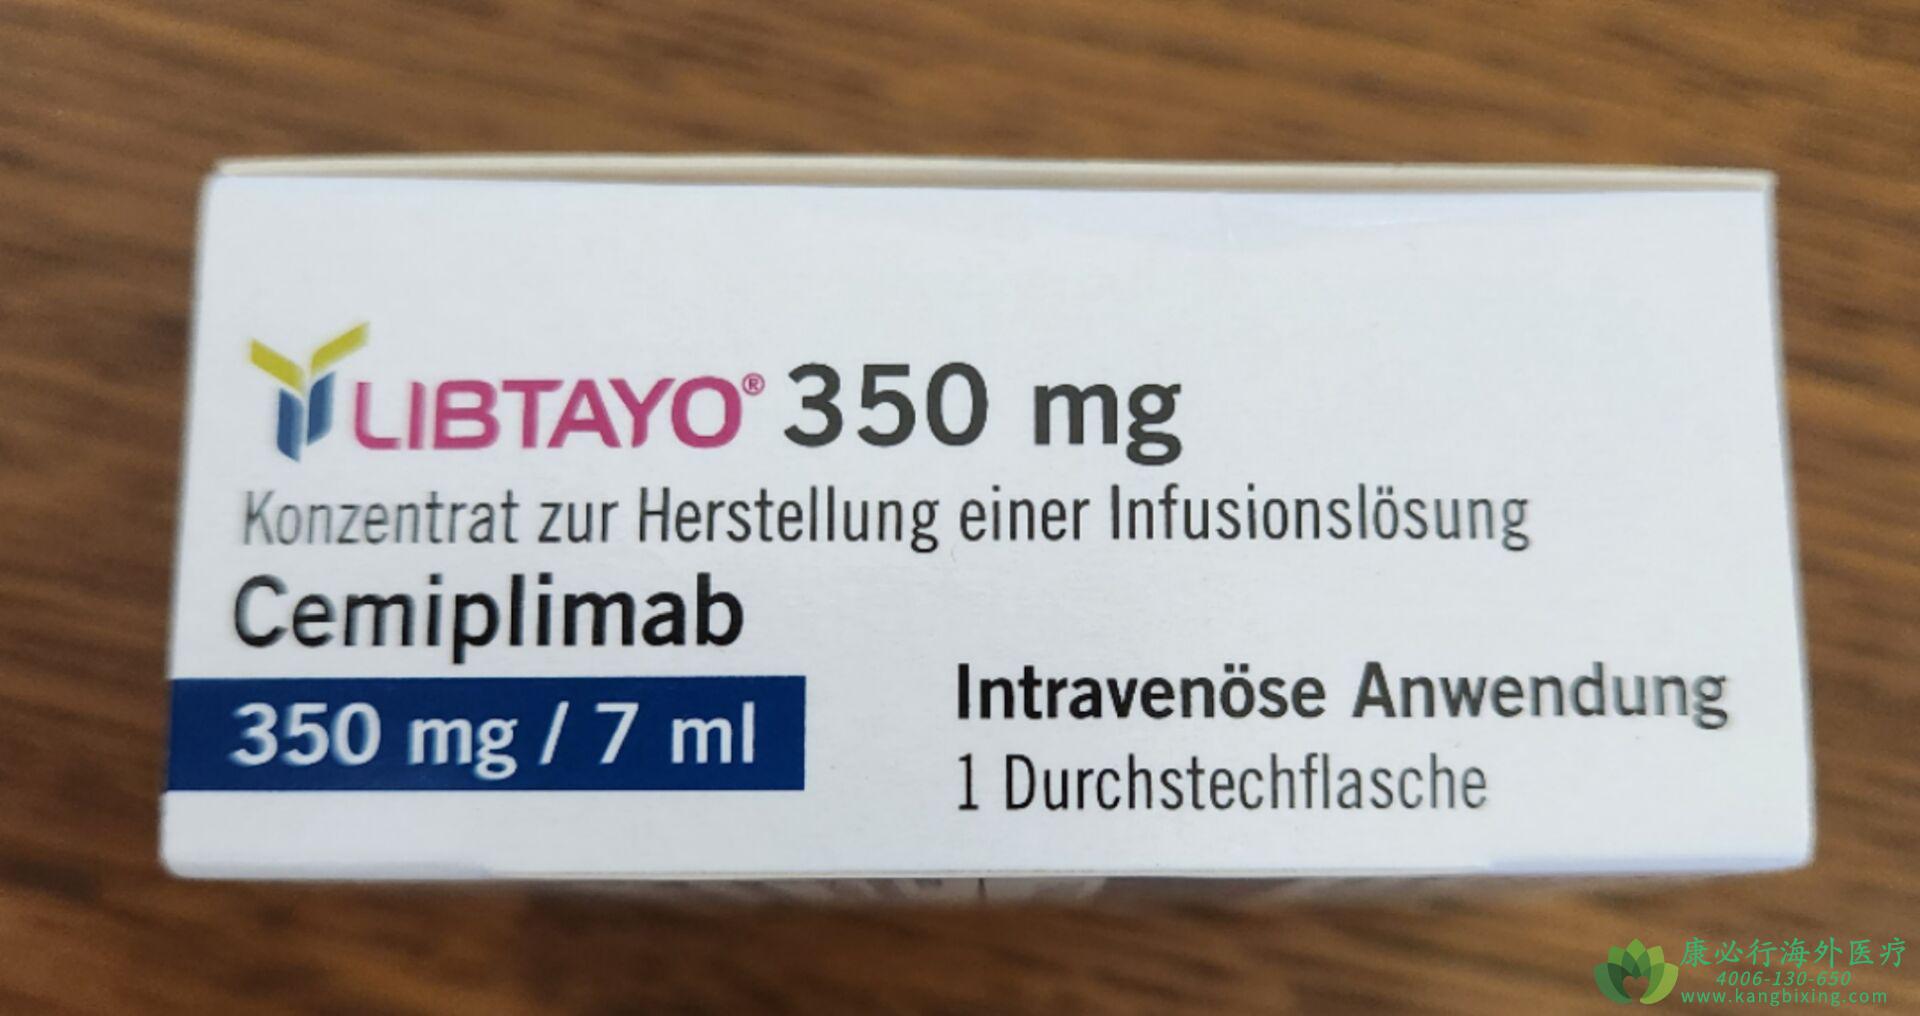 LIBTAYO® 350 mg
Konzentrat zur Herstellung einer Infusionslösung
Cemiplimab
350 mg / 7 ml
Intravenöse Anwendung
1 Durchstechflasche
康必行海外医疗
4006-130-650
www.kangbixing.com